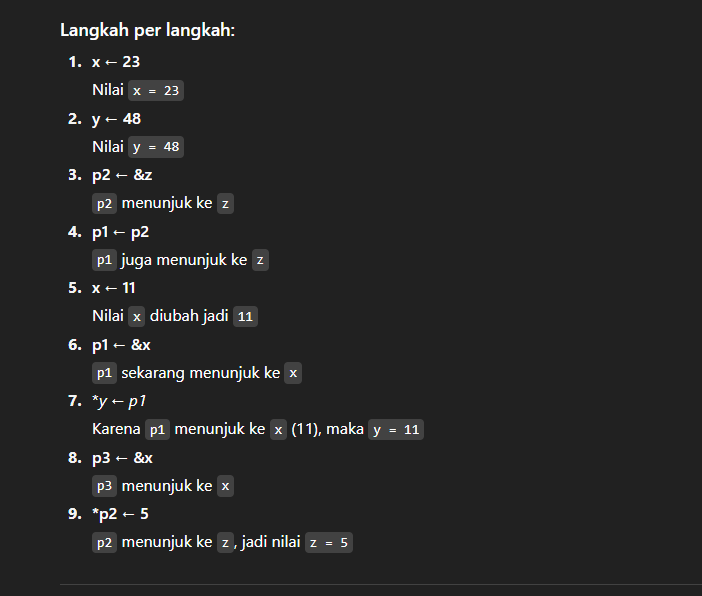 Langkah per langkah:
1. x ← 23
Nilai x = 23
2. y ← 48
Nilai y = 48
3. p2 ← &z
p2 menunjuk ke z
4. p1 ← p2
p1 juga menunjuk ke z
5. x ← 11
Nilai x diubah jadi 11
6. p1 ← &x
p1 sekarang menunjuk ke x
7. *y ← p1
Karena p1 menunjuk ke x (11), maka y = 11
8. p3 ← &x
p3 menunjuk ke x
9. *p2 ← 5
p2 menunjuk ke z, jadi nilai z = 5